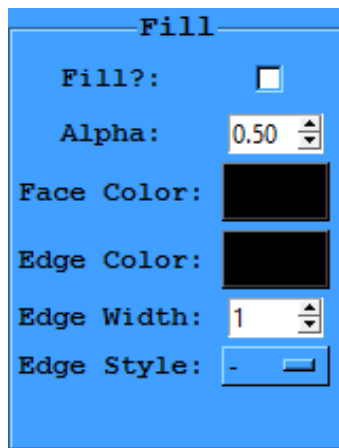 Fill
Fill?:
Alpha: 0.50
Face Color:
Edge Color:
Edge Width: 1
Edge Style: -